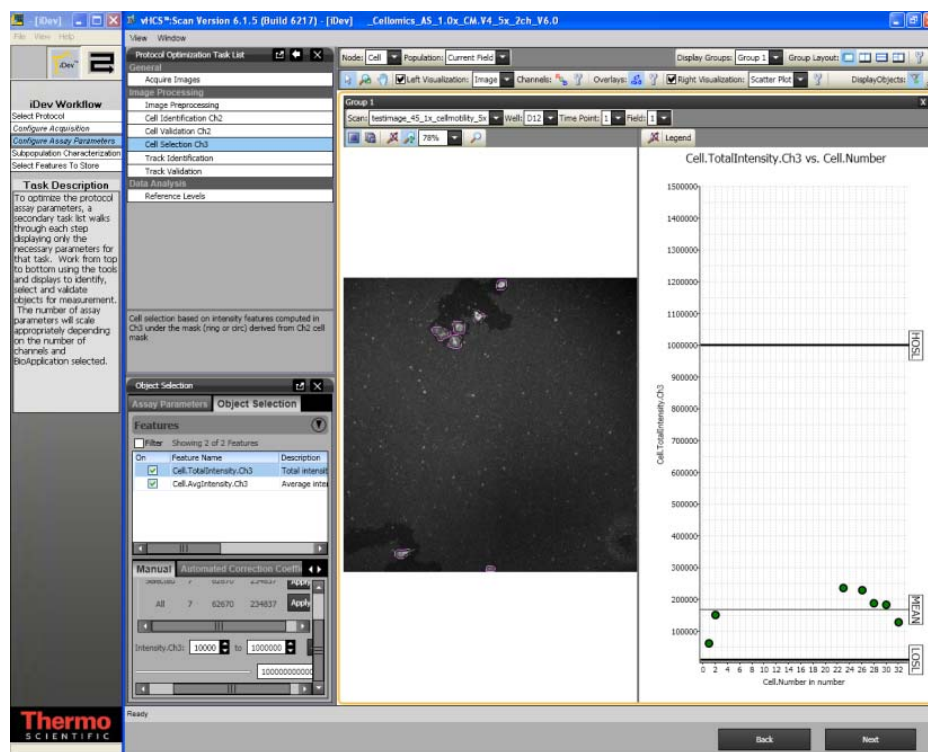 - [iDev]
vHCS™:Scan Version 6.1.5 (Build 6217) - [iDev] _Cellomics_AS_1.0x_CM.V4_5x_2ch_V6.0
File View Help
View Window
iDev
iDev Workflow
Select Protocol
Configure Acquisition
Configure Assay Parameters
Subpopulation Characterization
Select Features To Store
Task Description
To optimize the protocol
assay parameters, a
secondary task list walks
through each step
displaying only the
necessary parameters for
that task. Work from top
to bottom using the tools
and displays to identify,
select and validate
objects for measurement.
The number of assay
parameters will scale
appropriately depending
on the number of
channels and
BioApplication selected.
Thermo
SCIENTIFIC
Protocol Optimization Task List
General
Acquire Images
Image Processing
Image Preprocessing
Cell Identification Ch2
Cell Validation Ch2
Cell Selection Ch3
Track Identification
Track Validation
Data Analysis
Reference Levels
Cell selection based on intensity features computed in
Ch3 under the mask (ring or circ) derived from Ch2 cell
mask
Object Selection
Assay Parameters Object Selection
Features
Filter Showing 2 of 2 Features
On Feature Name Description
Cell.TotalIntensity.Ch3 Total intensit
Cell.AvgIntensity.Ch3 Average inte
Manual Automated Correction Coeffi
Selected 7 62670 234837 Apply
All 7 62670 234837 Apply
Intensity.Ch3: 10000 to 1000000
Ready
Node: Cell Population: Current Field Display Groups: Group 1 Group Layout:
Left Visualization: Image Channels: Overlays: Right Visualization: Scatter Plot DisplayObjects:
Group 1
Scan: testimage_45_1x_cellmotility_5x Well: D12 Time Point: 1 Field: 1
78%
Legend
Cell.TotalIntensity.Ch3 vs. Cell.Number
Cell.TotalIntensity.Ch3
1500000
1400000
1300000
1200000
1100000
1000000
900000
800000
700000
600000
500000
400000
300000
200000
100000
HOSL
MEAN
LOSL
0 2 4 6 8 10 12 14 16 18 20 22 24 26 28 30 32
Cell.Number in number
Back Next